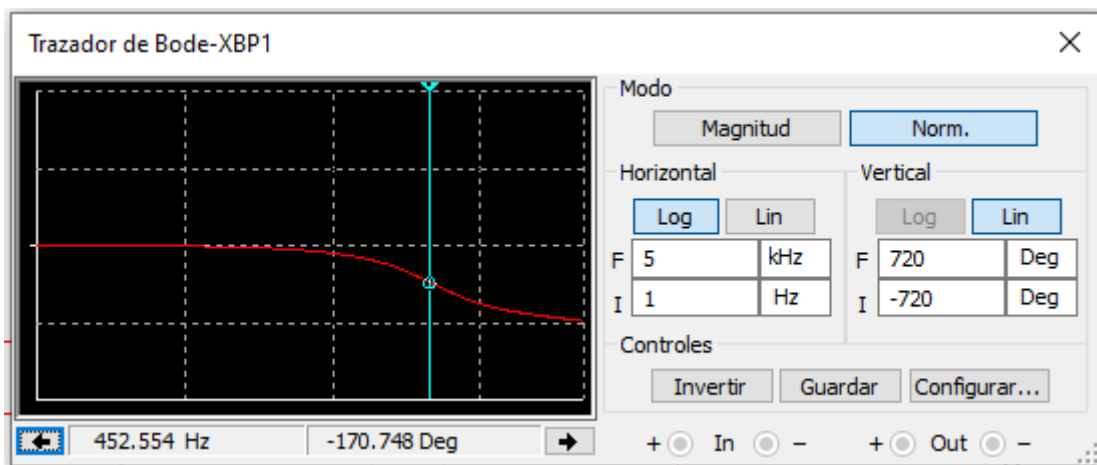 Trazador de Bode-XBP1
Modo
Magnitud Norm.
Horizontal Vertical
Log Lin Log Lin
F 5 kHz F 720 Deg
I 1 Hz I -720 Deg
Controles
Invertir Guardar Configurar...
452.554 Hz -170.748 Deg + In - + Out -